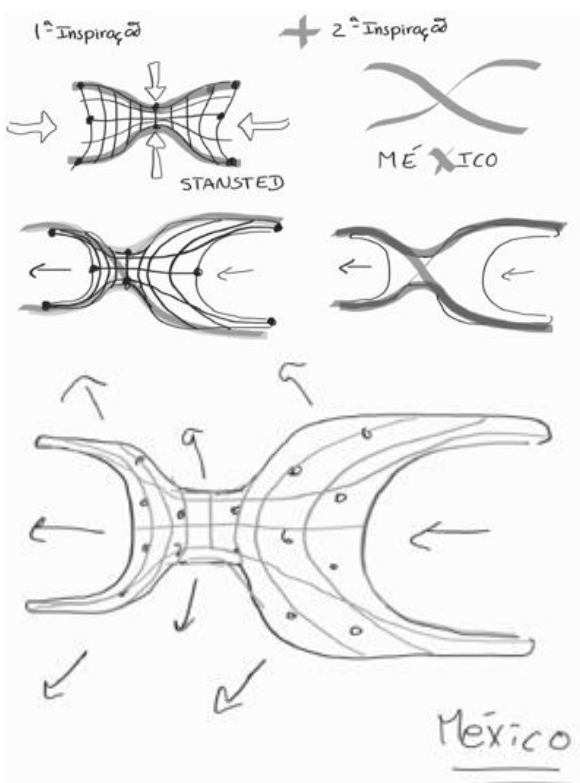 1ª Inspiração
+ 2ª Inspiração
STANSTED
MÉXICO
México